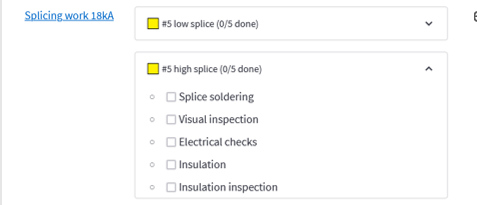 Splicing work 18kA
#5 low splice (0/5 done)
#5 high splice (0/5 done)
Splice soldering
Visual inspection
Electrical checks
Insulation
Insulation inspection